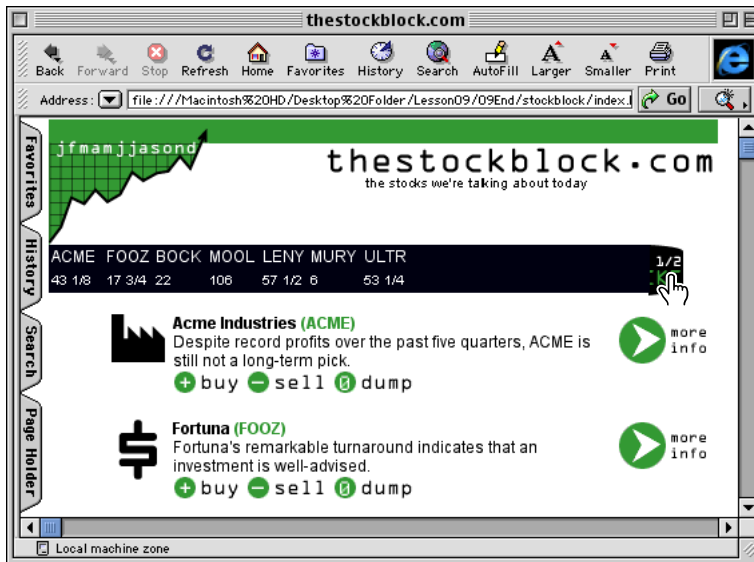 thestockblock.com
Back Forward Stop Refresh Home Favorites History Search AutoFill Larger Smaller Print
Address: file:///Macintosh%20HD/Desktop%20Folder/Lesson09/09End/stockblock/index. Go
Favorites
History
Search
Page Holder
jfmamjjasond
thestockblock.com
the stocks we're talking about today
ACME FOOZ BOCK MOOL LENY MURY ULTR
43 1/8 17 3/4 22 106 57 1/2 6 53 1/4
1/2
Acme Industries (ACME)
Despite record profits over the past five quarters, ACME is
still not a long-term pick.
+ buy - sell 0 dump
more
info
Fortuna (FOOZ)
Fortuna's remarkable turnaround indicates that an
investment is well-advised.
+ buy - sell 0 dump
more
info
Local machine zone